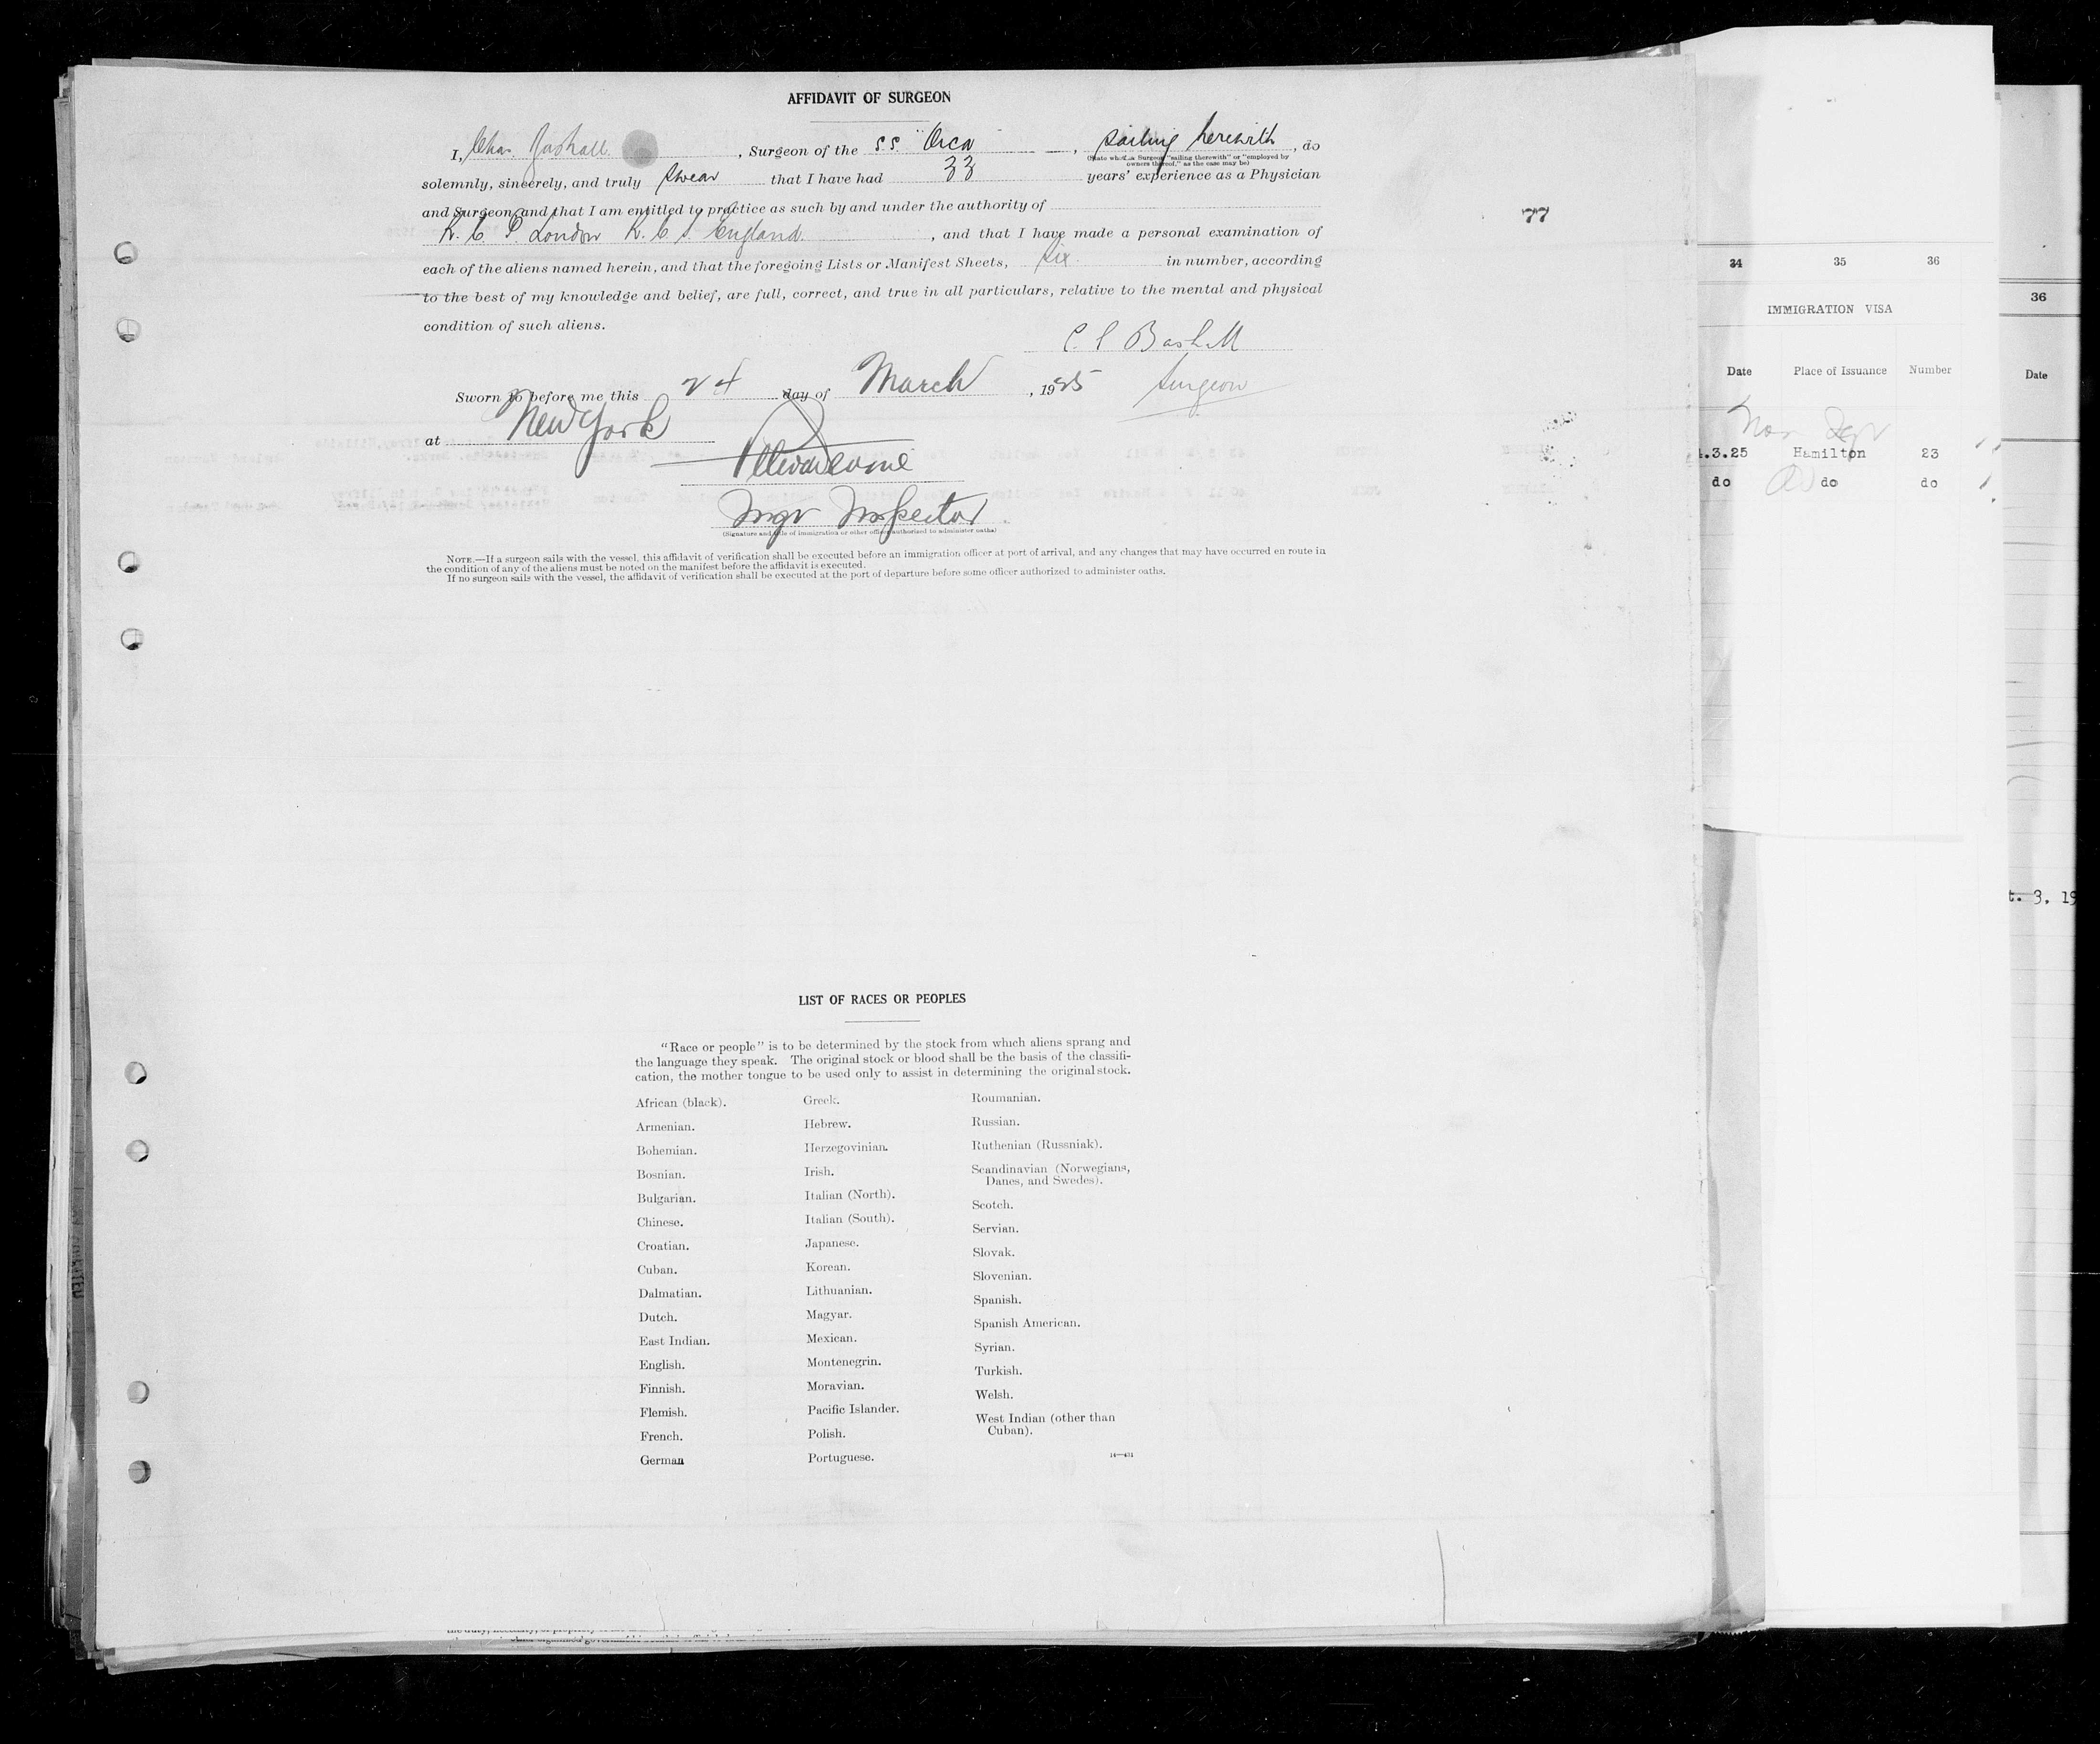 AFFIDAVIT OF SURGEON
I, Chas. Bashall, Surgeon of the S.S. "Orca", sailing herewith, do
(State whether Surgeon "sailing therewith" or "employed by
owners thereof," as the case may be)
solemnly, sincerely, and truly swear that I have had 33 years' experience as a Physician
and Surgeon and that I am entitled to practice as such by and under the authority of
R. C. P. London R. C. S. England, and that I have made a personal examination of
each of the aliens named herein, and that the foregoing Lists or Manifest Sheets, six in number, according
to the best of my knowledge and belief, are full, correct, and true in all particulars, relative to the mental and physical
condition of such aliens.
Surgeon
Sworn to before me this 24 day of March, 1925
at New York
Imgr Inspector
(Signature and title of immigration or other officer authorized to administer oaths)
NOTE.—If a surgeon sails with the vessel, this affidavit of verification shall be executed before an immigration officer at port of arrival, and any changes that may have occurred en route in
the condition of any of the aliens must be noted on the manifest before the affidavit is executed.
If no surgeon sails with the vessel, the affidavit of verification shall be executed at the port of departure before some officer authorized to administer oaths.
77
LIST OF RACES OR PEOPLES
"Race or people" is to be determined by the stock from which aliens sprang and
the language they speak. The original stock or blood shall be the basis of the classifi-
cation, the mother tongue to be used only to assist in determining the original stock.
African (black).
Armenian.
Bohemian.
Bosnian.
Bulgarian.
Chinese.
Croatian.
Cuban.
Dalmatian.
Dutch.
East Indian.
English.
Finnish.
Flemish.
French.
German
Greek.
Hebrew.
Herzegovinian.
Irish.
Italian (North).
Italian (South).
Japanese.
Korean.
Lithuanian.
Magyar.
Mexican.
Montenegrin.
Moravian.
Pacific Islander.
Polish.
Portuguese.
Roumanian.
Russian.
Ruthenian (Russniak).
Scandinavian (Norwegians,
Danes, and Swedes).
Scotch.
Servian.
Slovak.
Slovenian.
Spanish.
Spanish American.
Syrian.
Turkish.
Welsh.
West Indian (other than
Cuban).
14—431
34 35 36
IMMIGRATION VISA
Date Place of Issuance Number
.3.25 Hamilton 23
do do do
36
Date
t. 3, 19